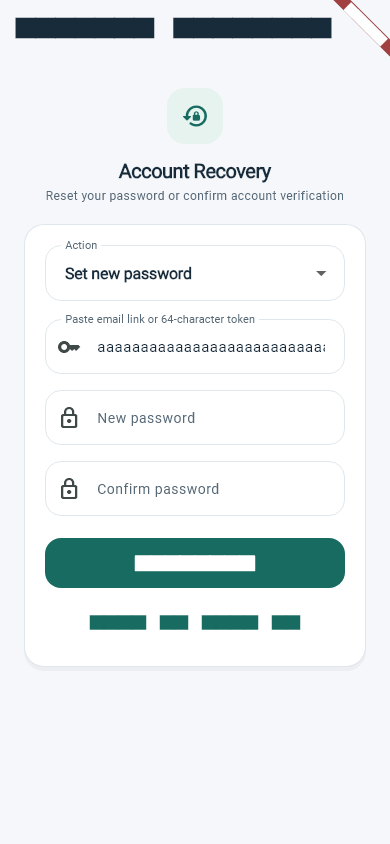 Account Recovery
Reset your password or confirm account verification
Action
Set new password
Paste email link or 64-character token
New password
Confirm password